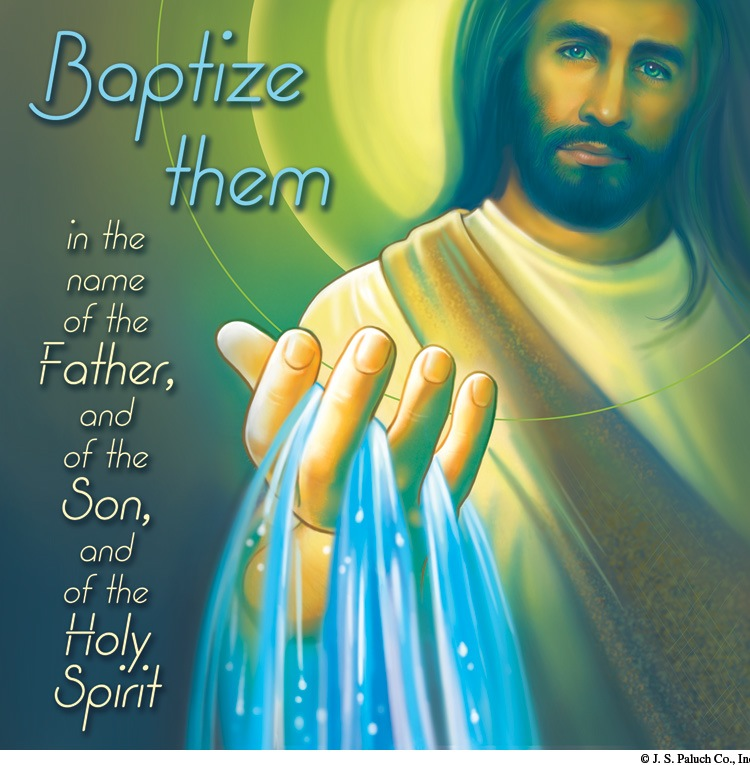 Baptize
them
in the
name
of the
Father,
and
of the
Son,
and
of the
Holy
Spirit
© J. S. Paluch Co., In